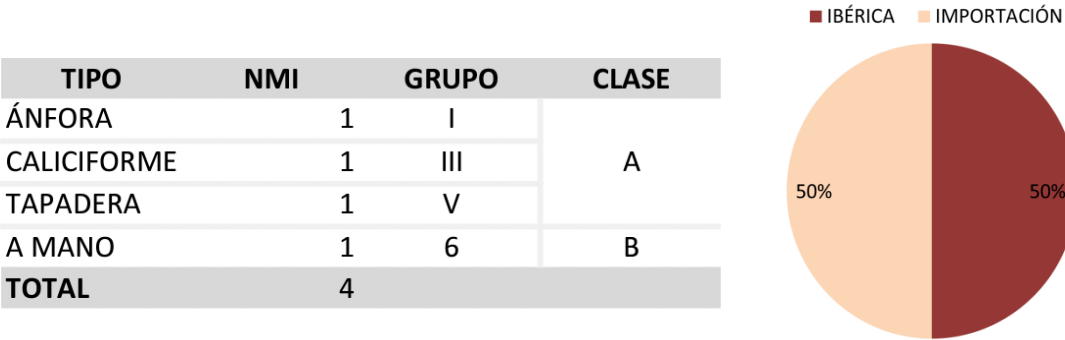 IBÉRICA IMPORTACIÓN
TIPO NMI GRUPO CLASE
ÁNFORA 1 I
CALICIFORME 1 III A
TAPADERA 1 V
A MANO 1 6 B
TOTAL 4
50% 50%